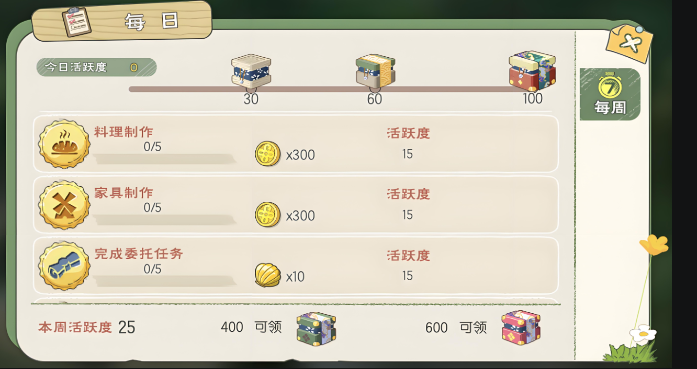 每日
今日活跃度 0
30 60 100
7
每周
料理制作
0/5
x300
活跃度
15
家具制作
0/5
x300
活跃度
15
完成委托任务
0/5
x10
活跃度
15
本周活跃度 25 400 可领 600 可领